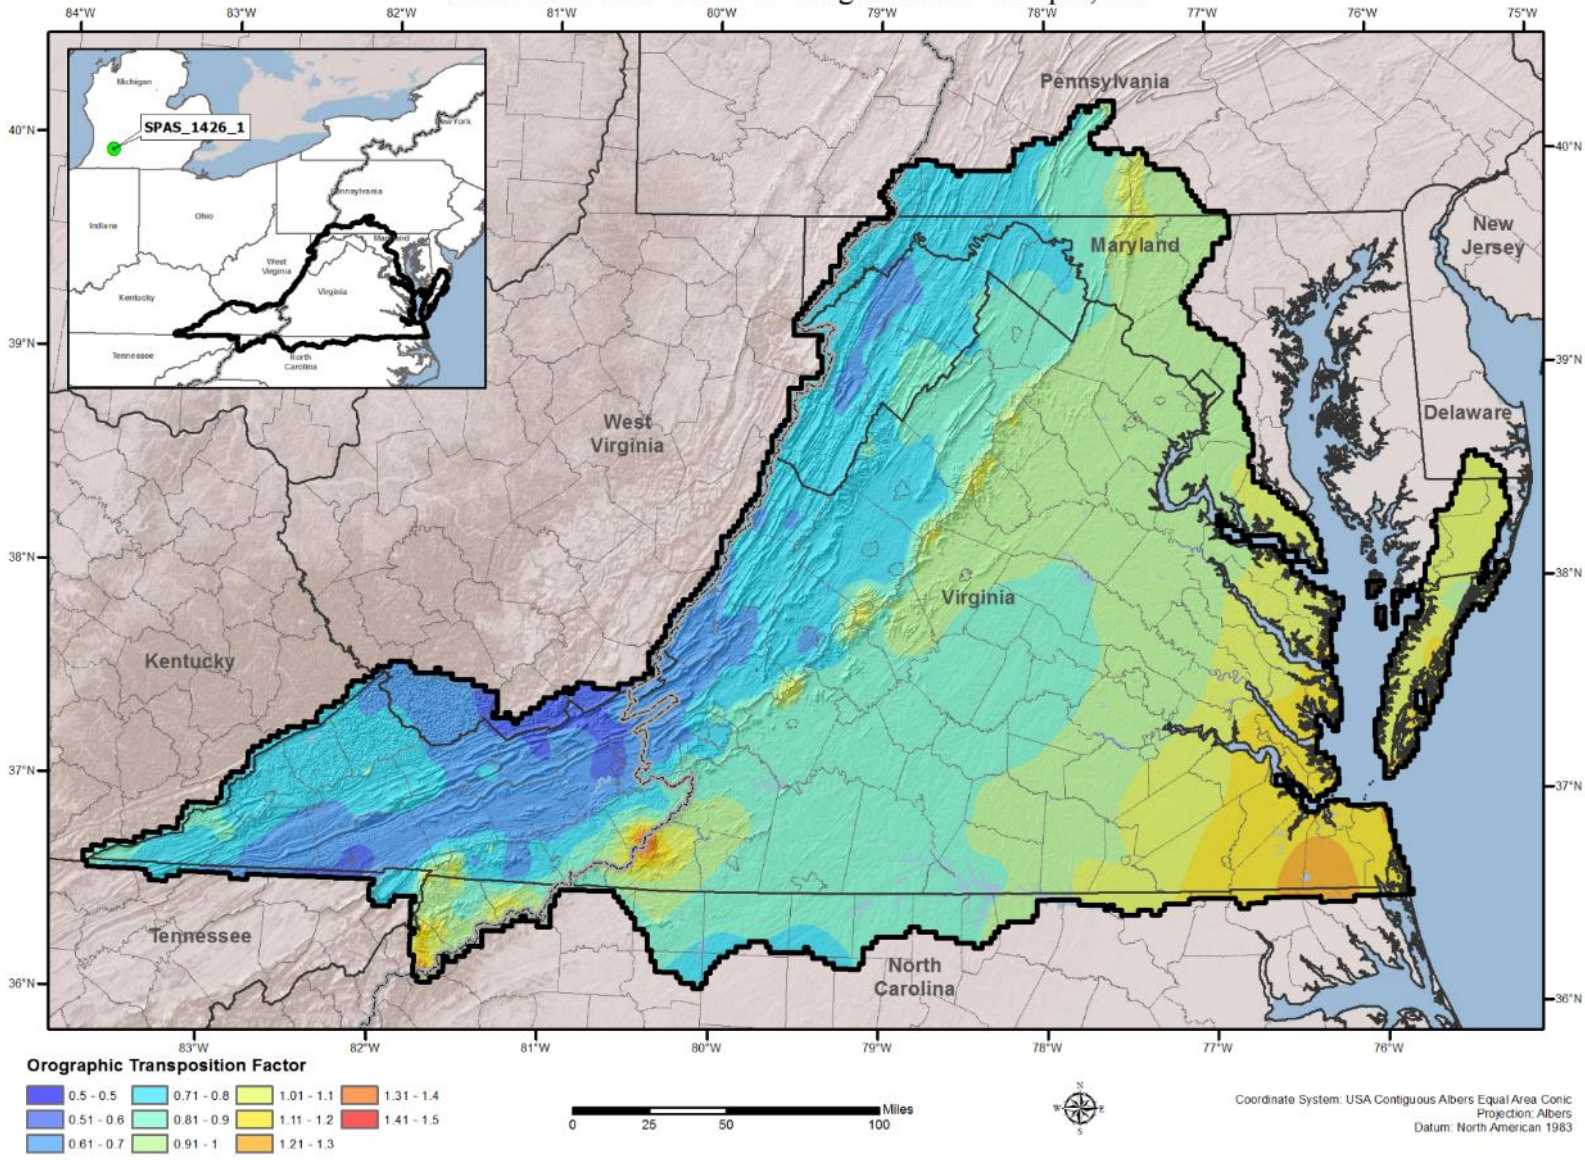 84°W 83°W 82°W 81°W 80°W 79°W 78°W 77°W 76°W 75°W
Michigan
SPAS_1426_1
New York
Pennsylvania
Indiana
Ohio
Maryland
West
Virginia
Virginia
Kentucky
Tennessee
North
Carolina
Pennsylvania
New
Jersey
Maryland
Delaware
West
Virginia
Virginia
Kentucky
Tennessee
North
Carolina
40°N
39°N
38°N
37°N
36°N
40°N
39°N
38°N
37°N
36°N
83°W 82°W 81°W 80°W 79°W 78°W 77°W 76°W
Orographic Transposition Factor
0.5 - 0.5 0.71 - 0.8 1.01 - 1.1 1.31 - 1.4
0.51 - 0.6 0.81 - 0.9 1.11 - 1.2 1.41 - 1.5
0.61 - 0.7 0.91 - 1 1.21 - 1.3
Miles
0 25 50 100
N
W E
S
Coordinate System: USA Contiguous Albers Equal Area Conic
Projection: Albers
Datum: North American 1983